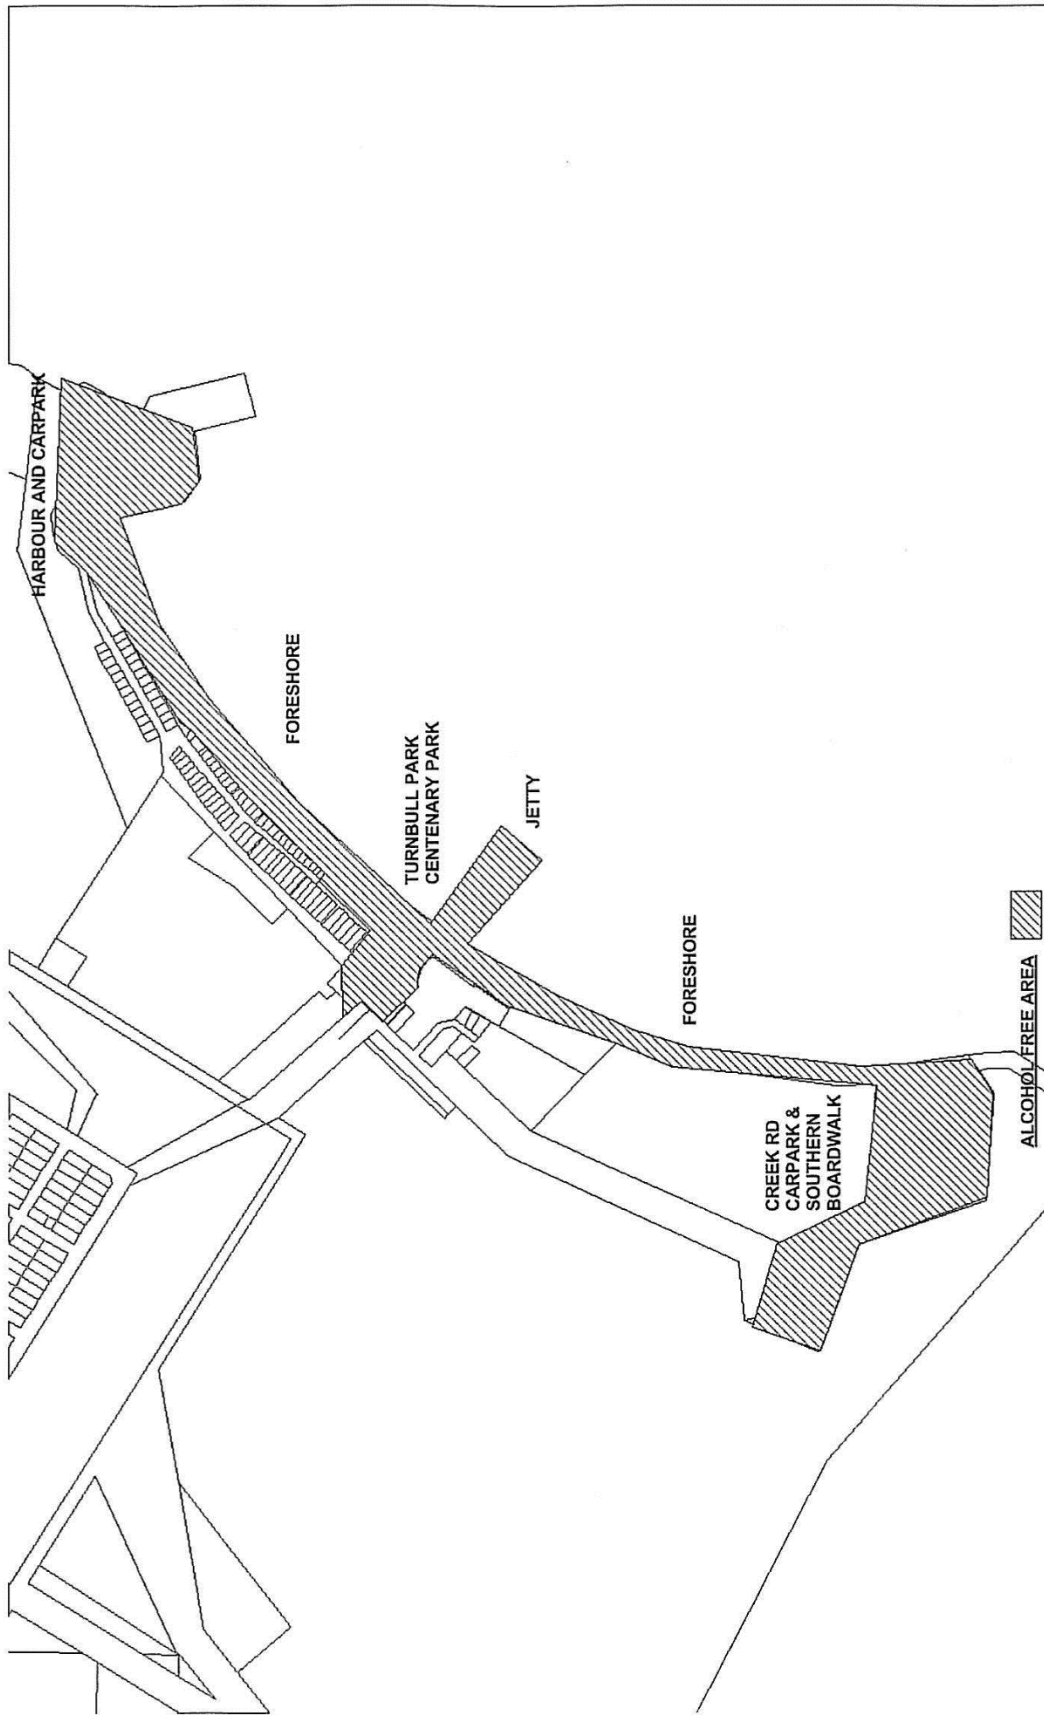 HARBOUR AND CARPARK
FORESHORE
TURNBULL PARK
CENTENARY PARK
JETTY
FORESHORE
CREEK RD
CARPARK &
SOUTHERN
BOARDWALK
ALCOHOL FREE AREA